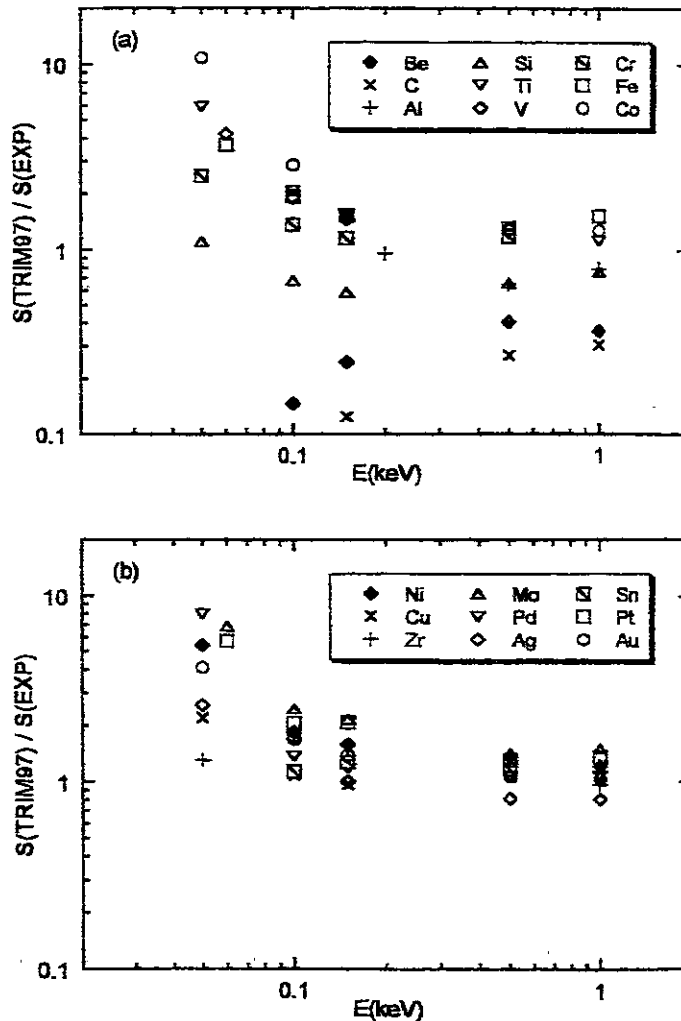 (a)
Be Si Cr
C Ti Fe
Al V Co
10
1
0.1
S(TRIM97) / S(EXP)
0.1 1
E(keV)
(b)
Ni Mo Sn
Cu Pd Pt
Zr Ag Au
10
1
0.1
S(TRIM97) / S(EXP)
0.1 1
E(keV)